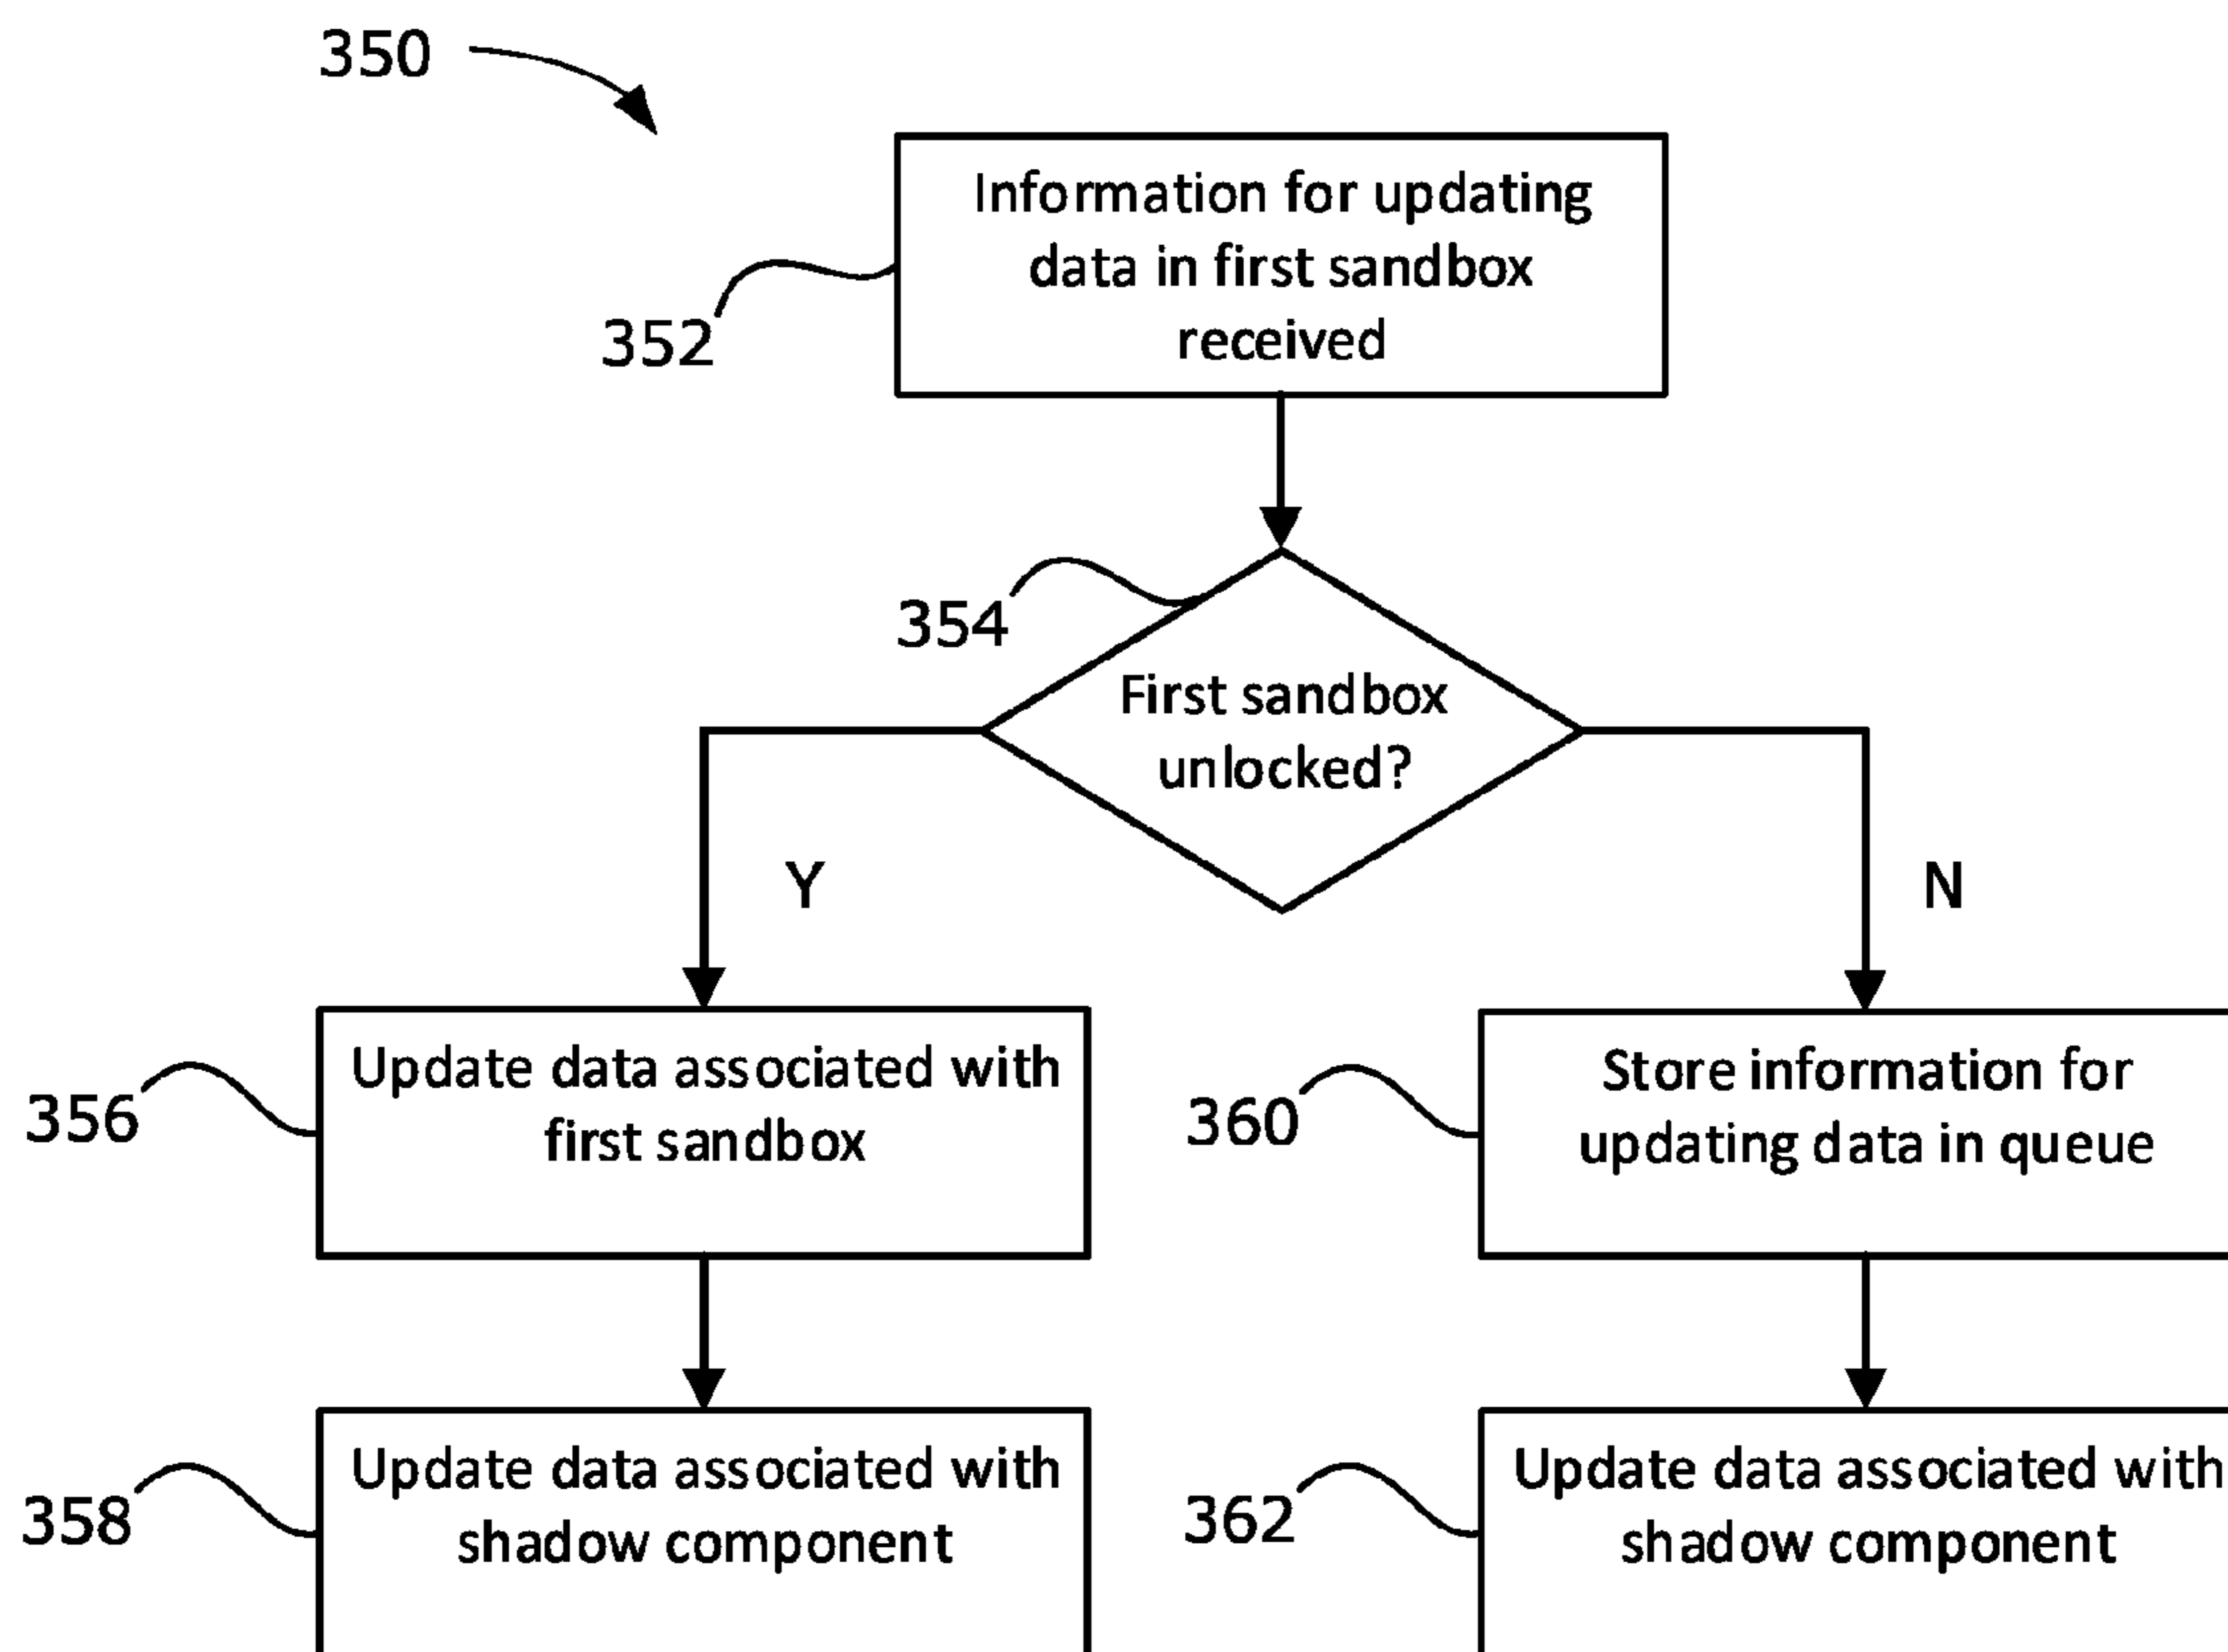 350
Information for updating
data in first sandbox
received
352
354
First sandbox
unlocked?
Y
N
Update data associated with
first sandbox
356
Store information for
updating data in queue
360
Update data associated with
shadow component
358
Update data associated with
shadow component
362